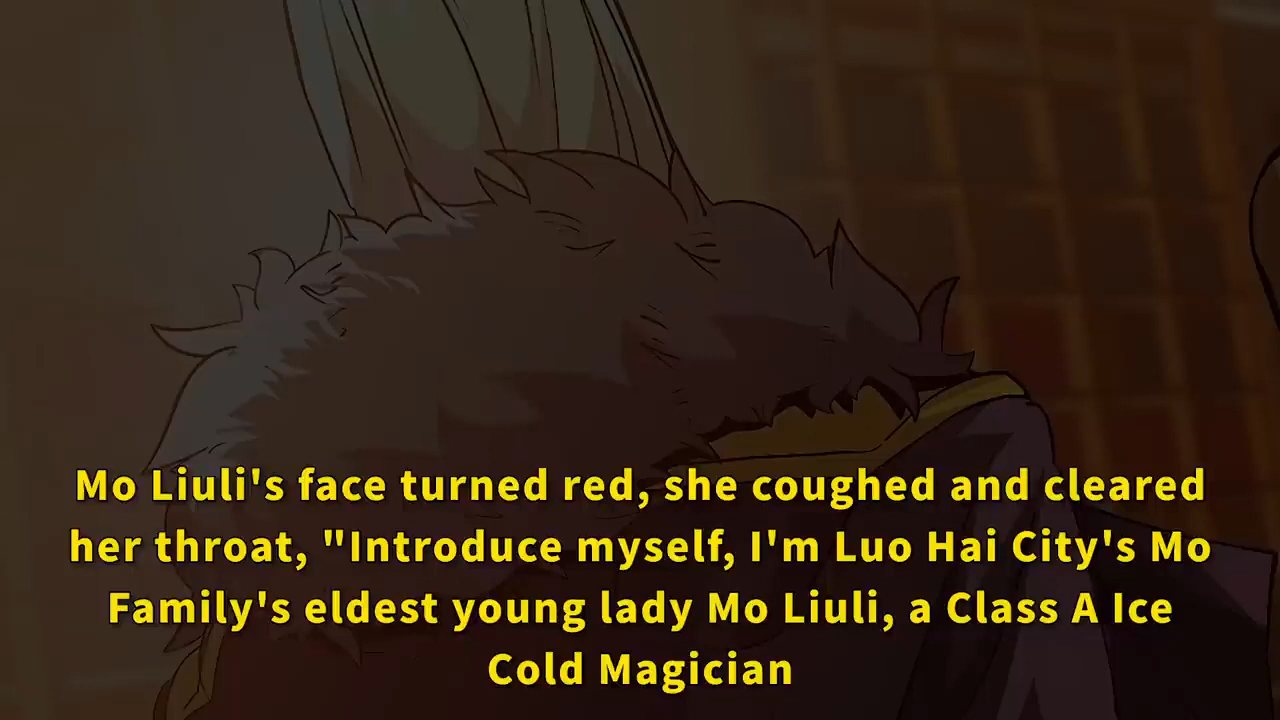 Mo Liuli's face turned red, she coughed and cleared
her throat, "Introduce myself, I'm Luo Hai City's Mo
Family's eldest young lady Mo Liuli, a Class A Ice
Cold Magician